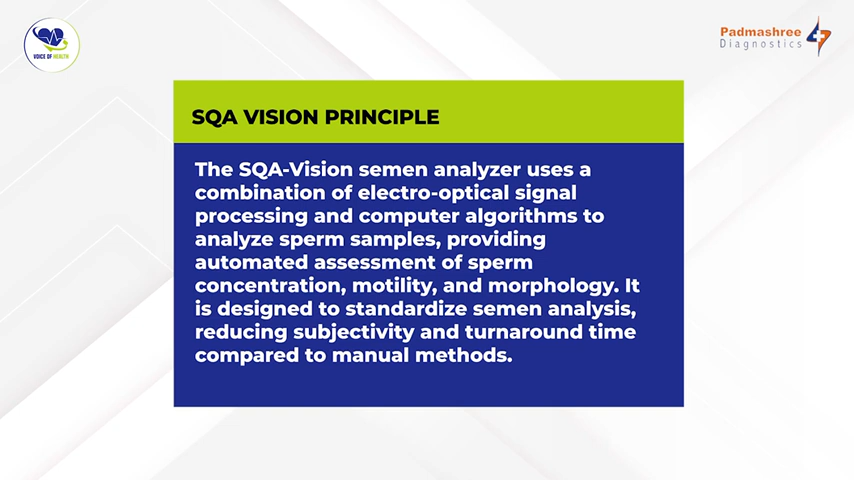 VOICE OF HEALTH
Padmashree
Diagnostics
SQA VISION PRINCIPLE
The SQA-Vision semen analyzer uses a
combination of electro-optical signal
processing and computer algorithms to
analyze sperm samples, providing
automated assessment of sperm
concentration, motility, and morphology. It
is designed to standardize semen analysis,
reducing subjectivity and turnaround time
compared to manual methods.